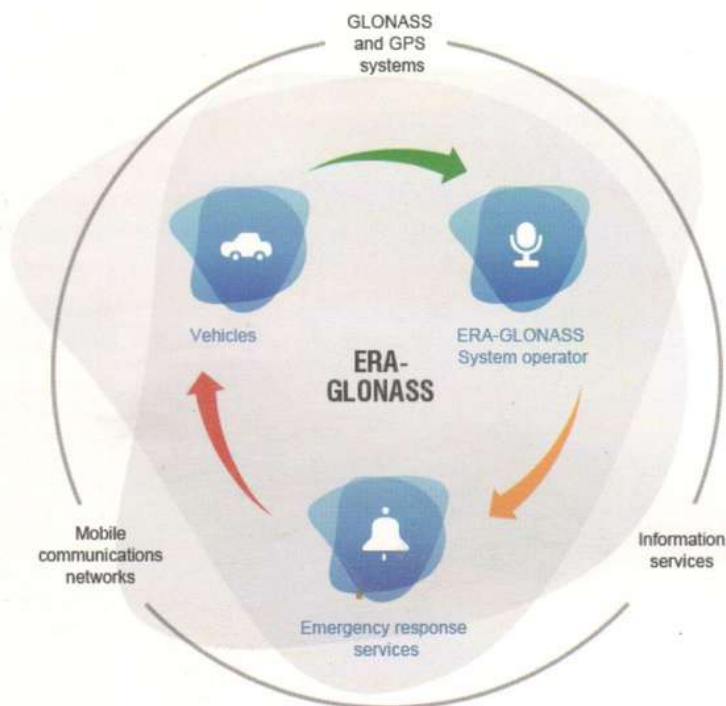 GLONASS
and GPS
systems
Vehicles
ERA-GLONASS
System operator
ERA-
GLONASS
Mobile
communications
networks
Information
services
Emergency response
services